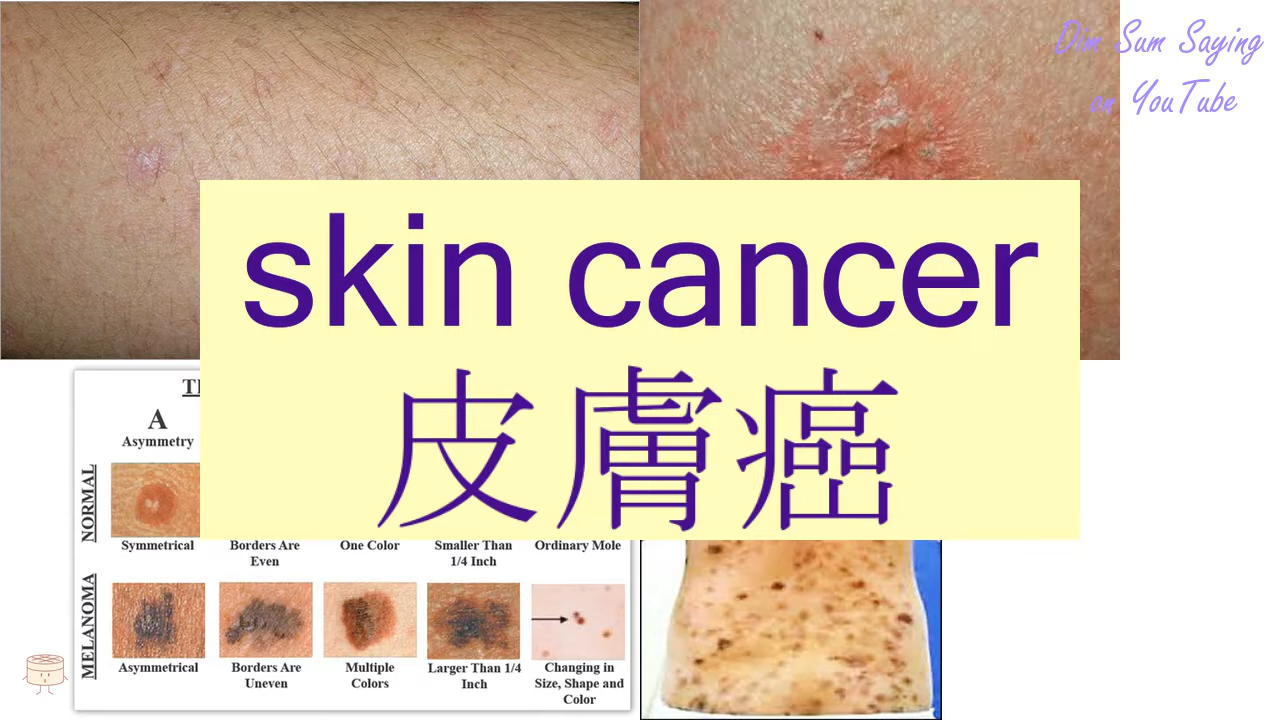 Dim Sum Saying
on YouTube
skin cancer
皮膚癌
A
Asymmetry
NORMAL
Symmetrical
Borders Are
Even
One Color
Smaller Than
1/4 Inch
Ordinary Mole
MELANOMA
Asymmetrical
Borders Are
Uneven
Multiple
Colors
Larger Than 1/4
Inch
Changing in
Size, Shape and
Color